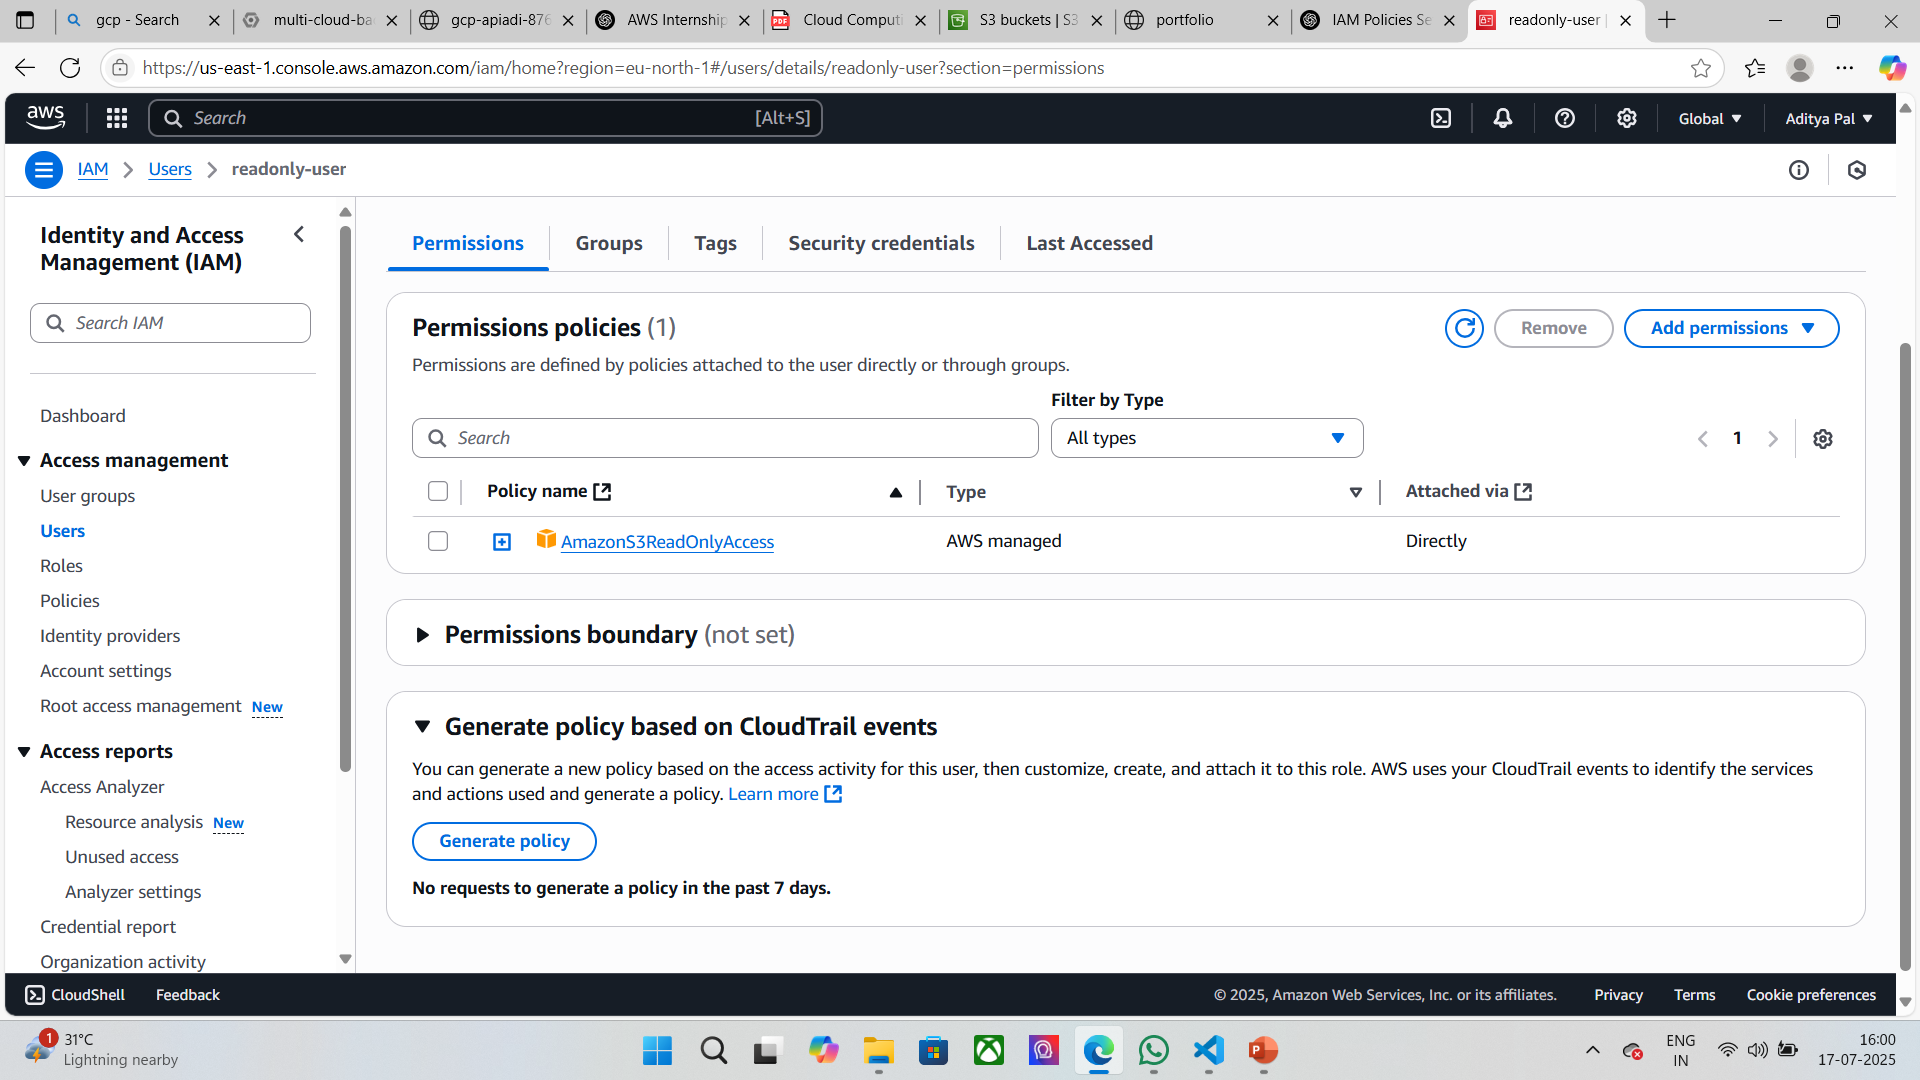 gcp - Search
multi-cloud-ba
gcp-apiadi-876
AWS Internship
Cloud Computi
S3 buckets | S3
portfolio
IAM Policies Se
readonly-user |
https://us-east-1.console.aws.amazon.com/iam/home?region=eu-north-1#/users/details/readonly-user?section=permissions
aws
Search
[Alt+S]
Global
Aditya Pal
IAM
Users
readonly-user
Identity and Access
Management (IAM)
Search IAM
Dashboard
Access management
User groups
Users
Roles
Policies
Identity providers
Account settings
Root access management New
Access reports
Access Analyzer
Resource analysis New
Unused access
Analyzer settings
Credential report
Organization activity
Permissions
Groups
Tags
Security credentials
Last Accessed
Permissions policies (1)
Remove
Add permissions
Permissions are defined by policies attached to the user directly or through groups.
Filter by Type
Search
All types
1
Policy name
Type
Attached via
AmazonS3ReadOnlyAccess
AWS managed
Directly
Permissions boundary (not set)
Generate policy based on CloudTrail events
You can generate a new policy based on the access activity for this user, then customize, create, and attach it to this role. AWS uses your CloudTrail events to identify the services
and actions used and generate a policy. Learn more
Generate policy
No requests to generate a policy in the past 7 days.
CloudShell
Feedback
© 2025, Amazon Web Services, Inc. or its affiliates.
Privacy
Terms
Cookie preferences
1
31°C
Lightning nearby
ENG
IN
16:00
17-07-2025